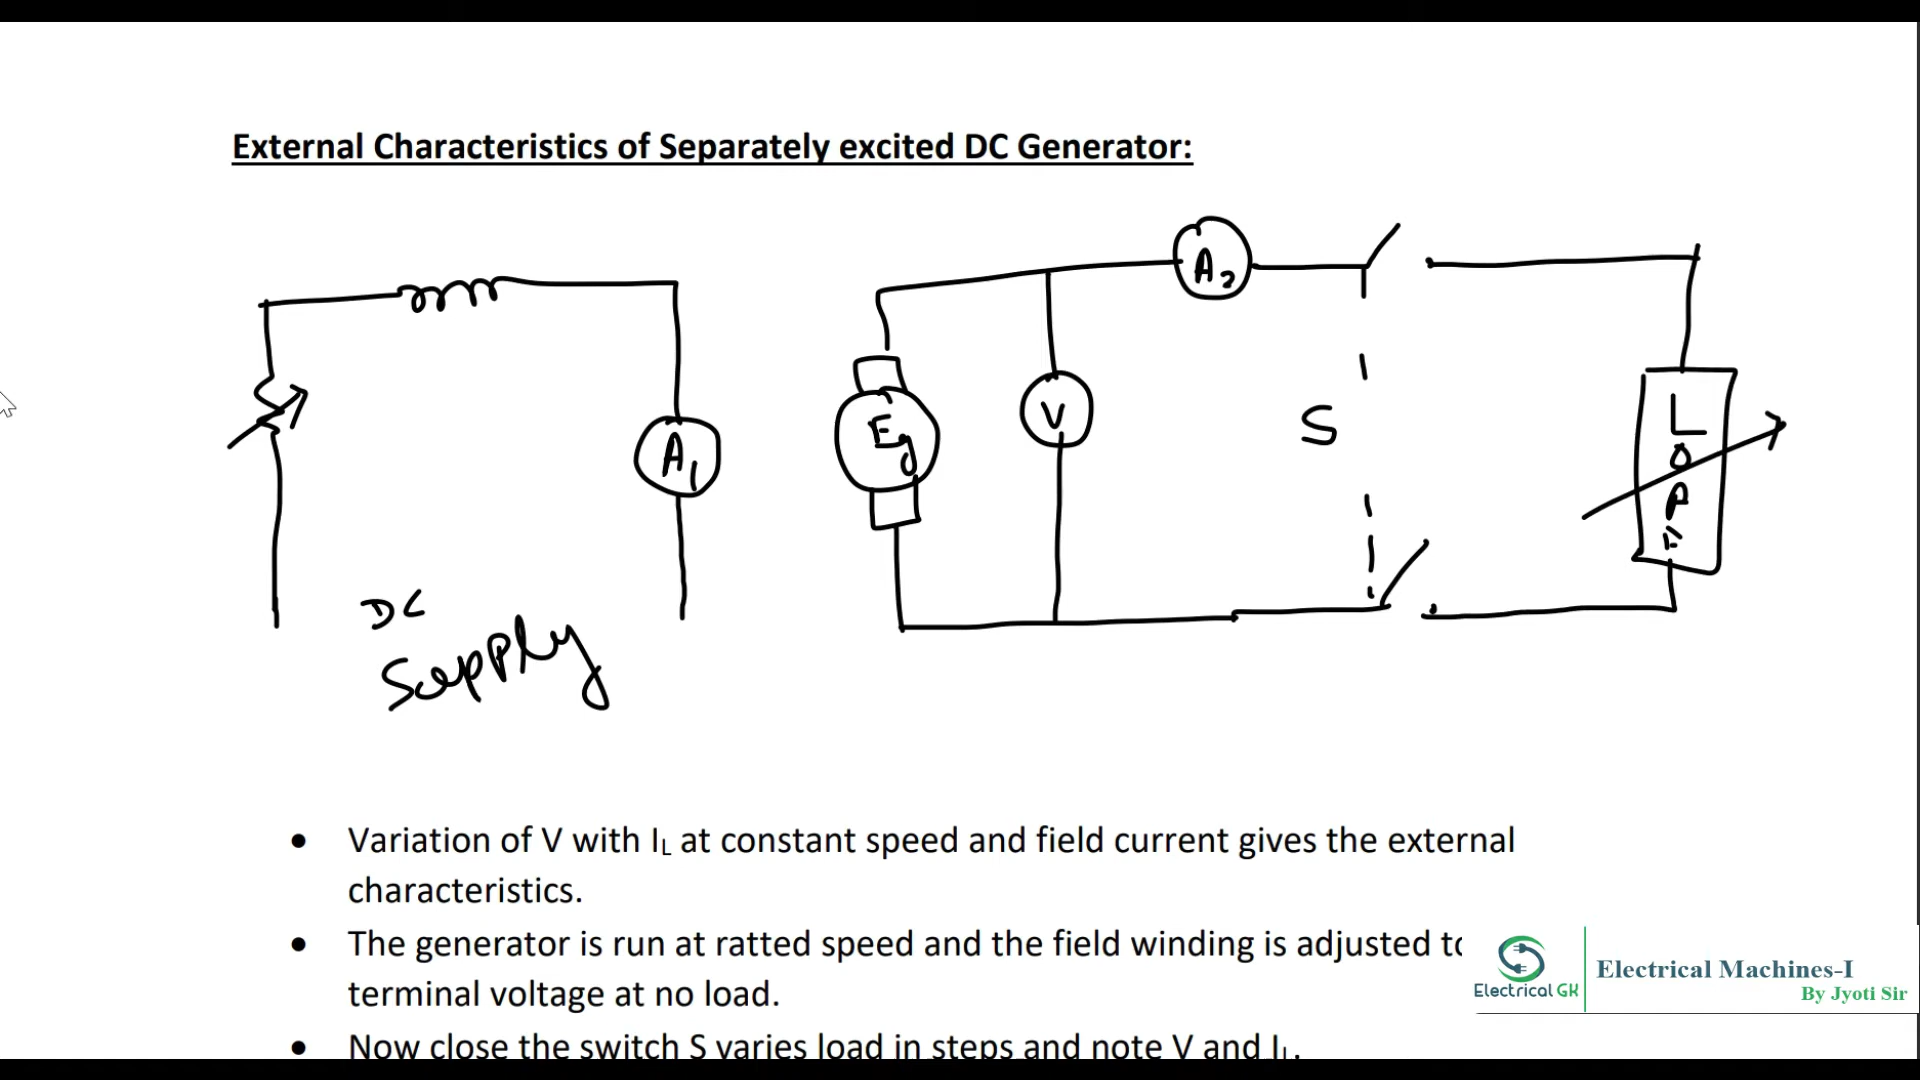 External Characteristics of Separately excited DC Generator:
A2
A1
Eg
V
S
LOAD
DC
Supply
• Variation of V with IL at constant speed and field current gives the external
characteristics.
• The generator is run at ratted speed and the field winding is adjusted to
terminal voltage at no load.
• Now close the switch S varies load in steps and note V and IL.
Electrical GK
Electrical Machines-I
By Jyoti Sir